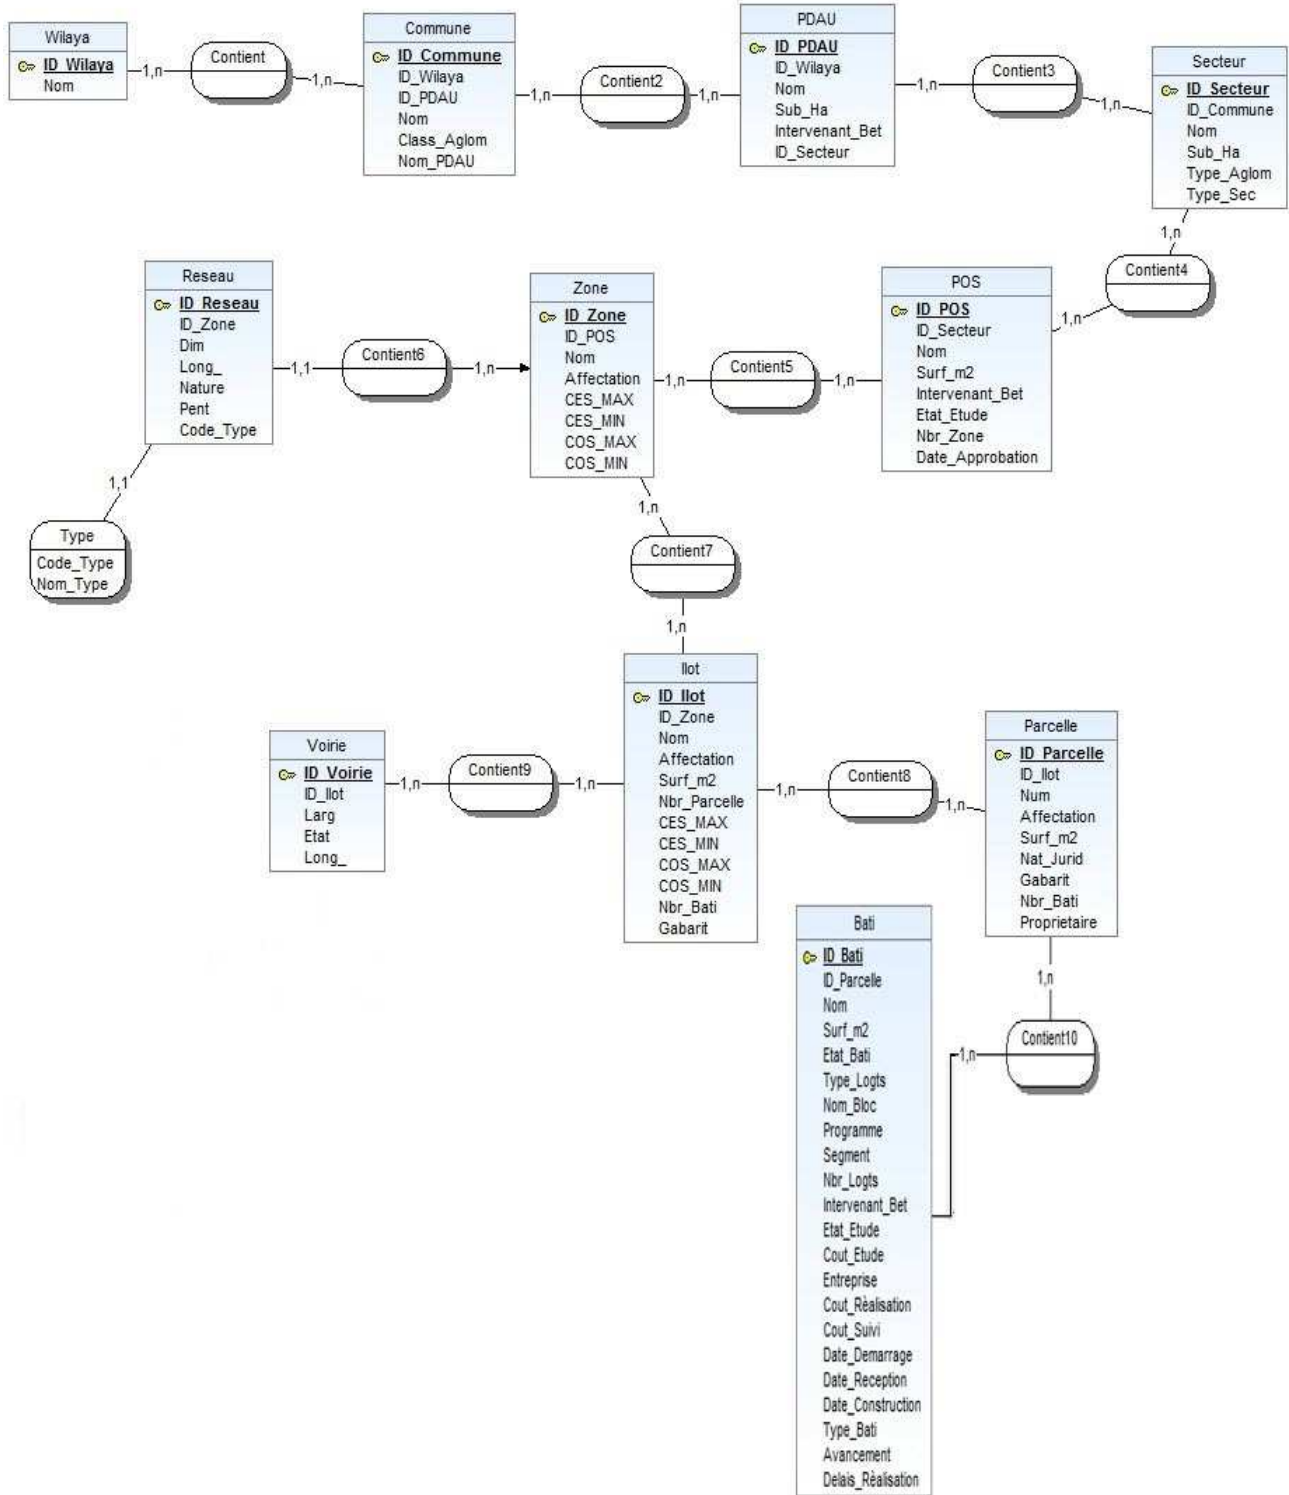 Wilaya
ID_Wilaya
Nom
1,n
Contient
1,n
Commune
ID_Commune
ID_Wilaya
ID_PDAU
Nom
Class_Aglom
Nom_PDAU
1,n
Contient2
1,n
PDAU
ID_PDAU
ID_Wilaya
Nom
Sub_Ha
Intervenant_Bet
ID_Secteur
1,n
Contient3
1,n
Secteur
ID_Secteur
ID_Commune
Nom
Sub_Ha
Type_Aglom
Type_Sec
1,n
Contient4
1,n
Reseau
ID_Reseau
ID_Zone
Dim
Long_
Nature
Pent
Code_Type
1,1
Contient6
1,n
Zone
ID_Zone
ID_POS
Nom
Affectation
CES_MAX
CES_MIN
COS_MAX
COS_MIN
1,n
Contient5
1,n
POS
ID_POS
ID_Secteur
Nom
Surf_m2
Intervenant_Bet
Etat_Etude
Nbr_Zone
Date_Approbation
1,1
Type
Code_Type
Nom_Type
1,n
Contient7
1,n
Voirie
ID_Voirie
ID_Ilot
Larg
Etat
Long_
1,n
Contient9
1,n
Ilot
ID_Ilot
ID_Zone
Nom
Affectation
Surf_m2
Nbr_Parcelle
CES_MAX
CES_MIN
COS_MAX
COS_MIN
Nbr_Bati
Gabarit
1,n
Contient8
1,n
Parcelle
ID_Parcelle
ID_Ilot
Num
Affectation
Surf_m2
Nat_Jurid
Gabarit
Nbr_Bati
Proprietaire
1,n
Contient10
1,n
Bati
ID_Bati
ID_Parcelle
Nom
Surf_m2
Etat_Bati
Type_Logts
Nom_Bloc
Programme
Segment
Nbr_Logts
Intervenant_Bet
Etat_Etude
Cout_Etude
Entreprise
Cout_Rèalisation
Cout_Suivi
Date_Demarrage
Date_Reception
Date_Construction
Type_Bati
Avancement
Delais_Rèalisation